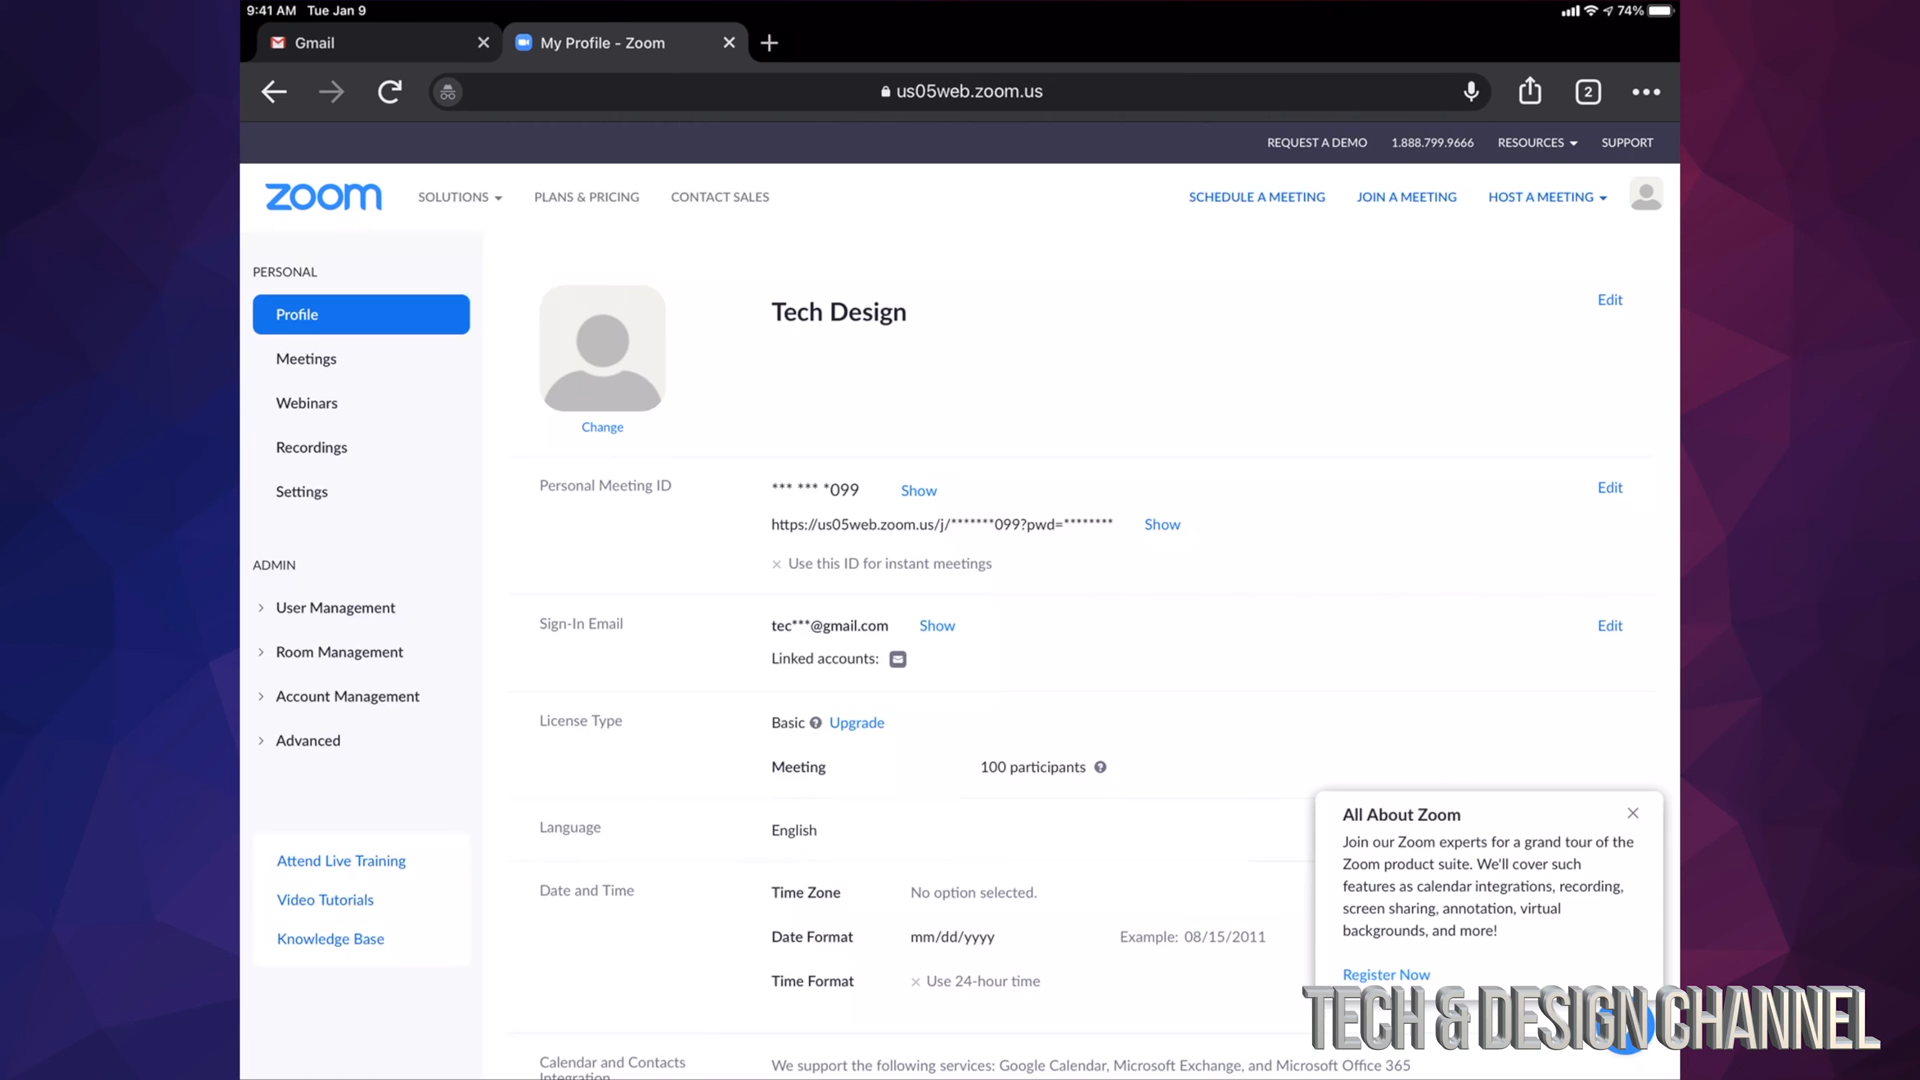 9:41 AM Tue Jan 9
74%
Gmail
My Profile - Zoom
us05web.zoom.us
2
REQUEST A DEMO 1.888.799.9666 RESOURCES SUPPORT
zoom SOLUTIONS PLANS & PRICING CONTACT SALES SCHEDULE A MEETING JOIN A MEETING HOST A MEETING
PERSONAL
Profile
Meetings
Webinars
Recordings
Settings
ADMIN
User Management
Room Management
Account Management
Advanced
Attend Live Training
Video Tutorials
Knowledge Base
Tech Design
Edit
Change
Personal Meeting ID
*** *** *099 Show
Edit
https://us05web.zoom.us/j/*******099?pwd=******** Show
× Use this ID for instant meetings
Sign-In Email
tec***@gmail.com Show
Edit
Linked accounts:
License Type
Basic Upgrade
Meeting 100 participants
Language
English
Date and Time
Time Zone No option selected.
Date Format mm/dd/yyyy Example: 08/15/2011
Time Format × Use 24-hour time
Calendar and Contacts
Integration
We support the following services: Google Calendar, Microsoft Exchange, and Microsoft Office 365
All About Zoom
Join our Zoom experts for a grand tour of the
Zoom product suite. We'll cover such
features as calendar integrations, recording,
screen sharing, annotation, virtual
backgrounds, and more!
Register Now
TECH & DESIGN CHANNEL